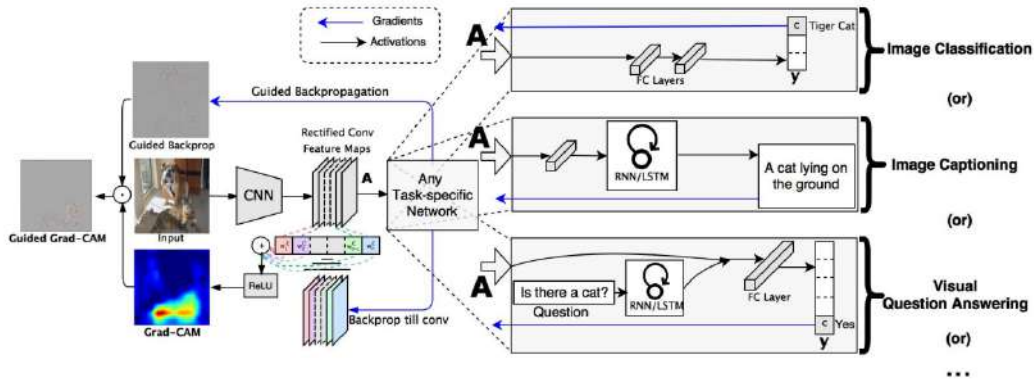 Gradients
Activations
Guided Backpropagation
Guided Backprop
Rectified Conv
Feature Maps
A
Input
CNN
Any
Task-specific
Network
Guided Grad-CAM
+
ReLU
Grad-CAM
Backprop till conv
A
FC Layers
c
Tiger Cat
y
Image Classification
(or)
A
RNN/LSTM
A cat lying on
the ground
Image Captioning
(or)
A
Is there a cat?
Question
RNN/LSTM
FC Layer
c
Yes
y
Visual
Question Answering
(or)
...